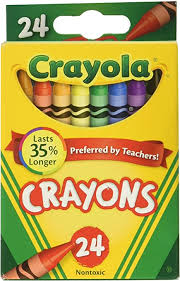 24
Crayola
Lasts
35%
Longer
Preferred by Teachers!
CRAYONS
24
Nontoxic